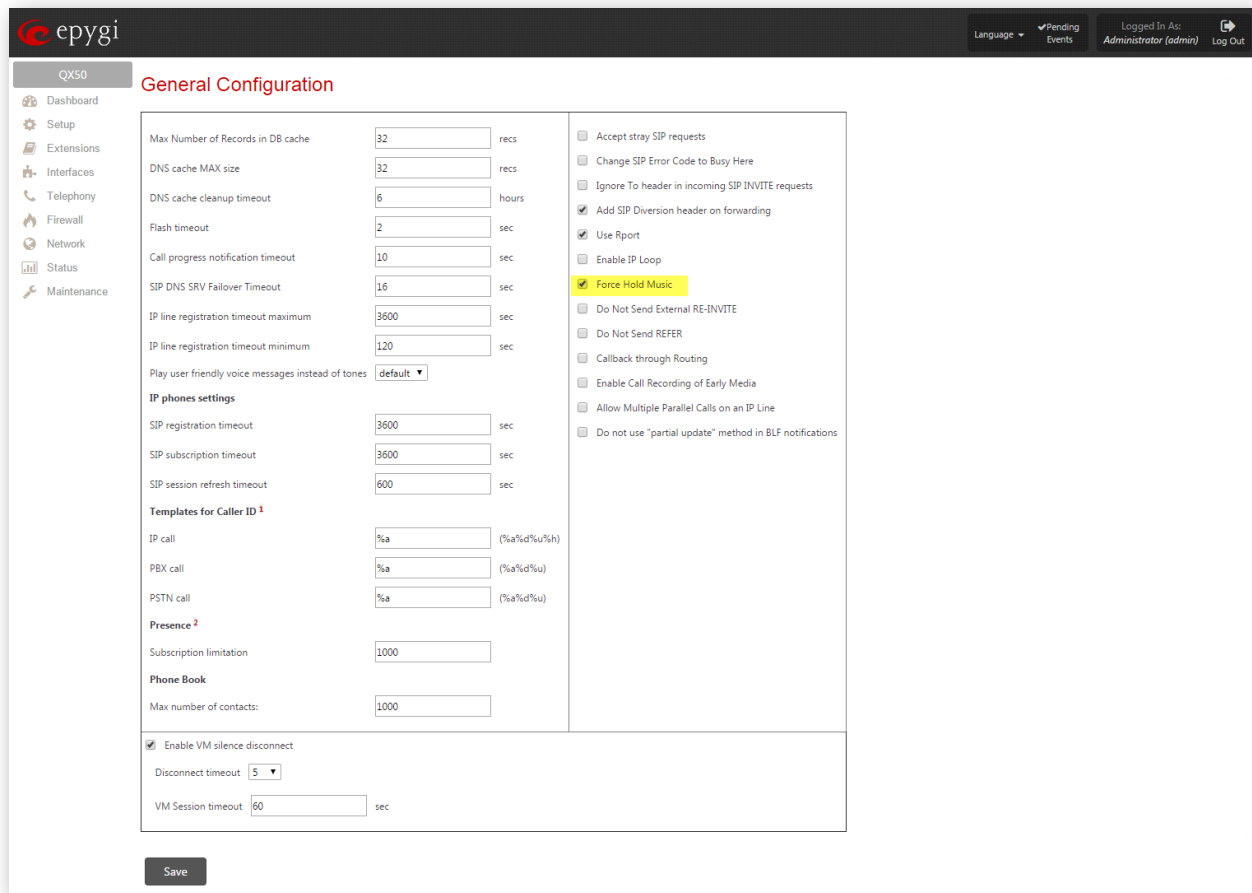 epygi
Language
Pending Events
Logged In As:
Administrator (admin)
Log Out
QX50
Dashboard
Setup
Extensions
Interfaces
Telephony
Firewall
Network
Status
Maintenance
General Configuration
Max Number of Records in DB cache 32 recs
DNS cache MAX size 32 recs
DNS cache cleanup timeout 6 hours
Flash timeout 2 sec
Call progress notification timeout 10 sec
SIP DNS SRV Failover Timeout 16 sec
IP line registration timeout maximum 3600 sec
IP line registration timeout minimum 120 sec
Play user friendly voice messages instead of tones default
IP phones settings
SIP registration timeout 3600 sec
SIP subscription timeout 3600 sec
SIP session refresh timeout 600 sec
Templates for Caller ID 1
IP call %a (%a%d%u%h)
PBX call %a (%a%d%u)
PSTN call %a (%a%d%u)
Presence 2
Subscription limitation 1000
Phone Book
Max number of contacts: 1000
Accept stray SIP requests
Change SIP Error Code to Busy Here
Ignore To header in incoming SIP INVITE requests
Add SIP Diversion header on forwarding
Use Rport
Enable IP Loop
Force Hold Music
Do Not Send External RE-INVITE
Do Not Send REFER
Callback through Routing
Enable Call Recording of Early Media
Allow Multiple Parallel Calls on an IP Line
Do not use "partial update" method in BLF notifications
Enable VM silence disconnect
Disconnect timeout 5
VM Session timeout 60 sec
Save